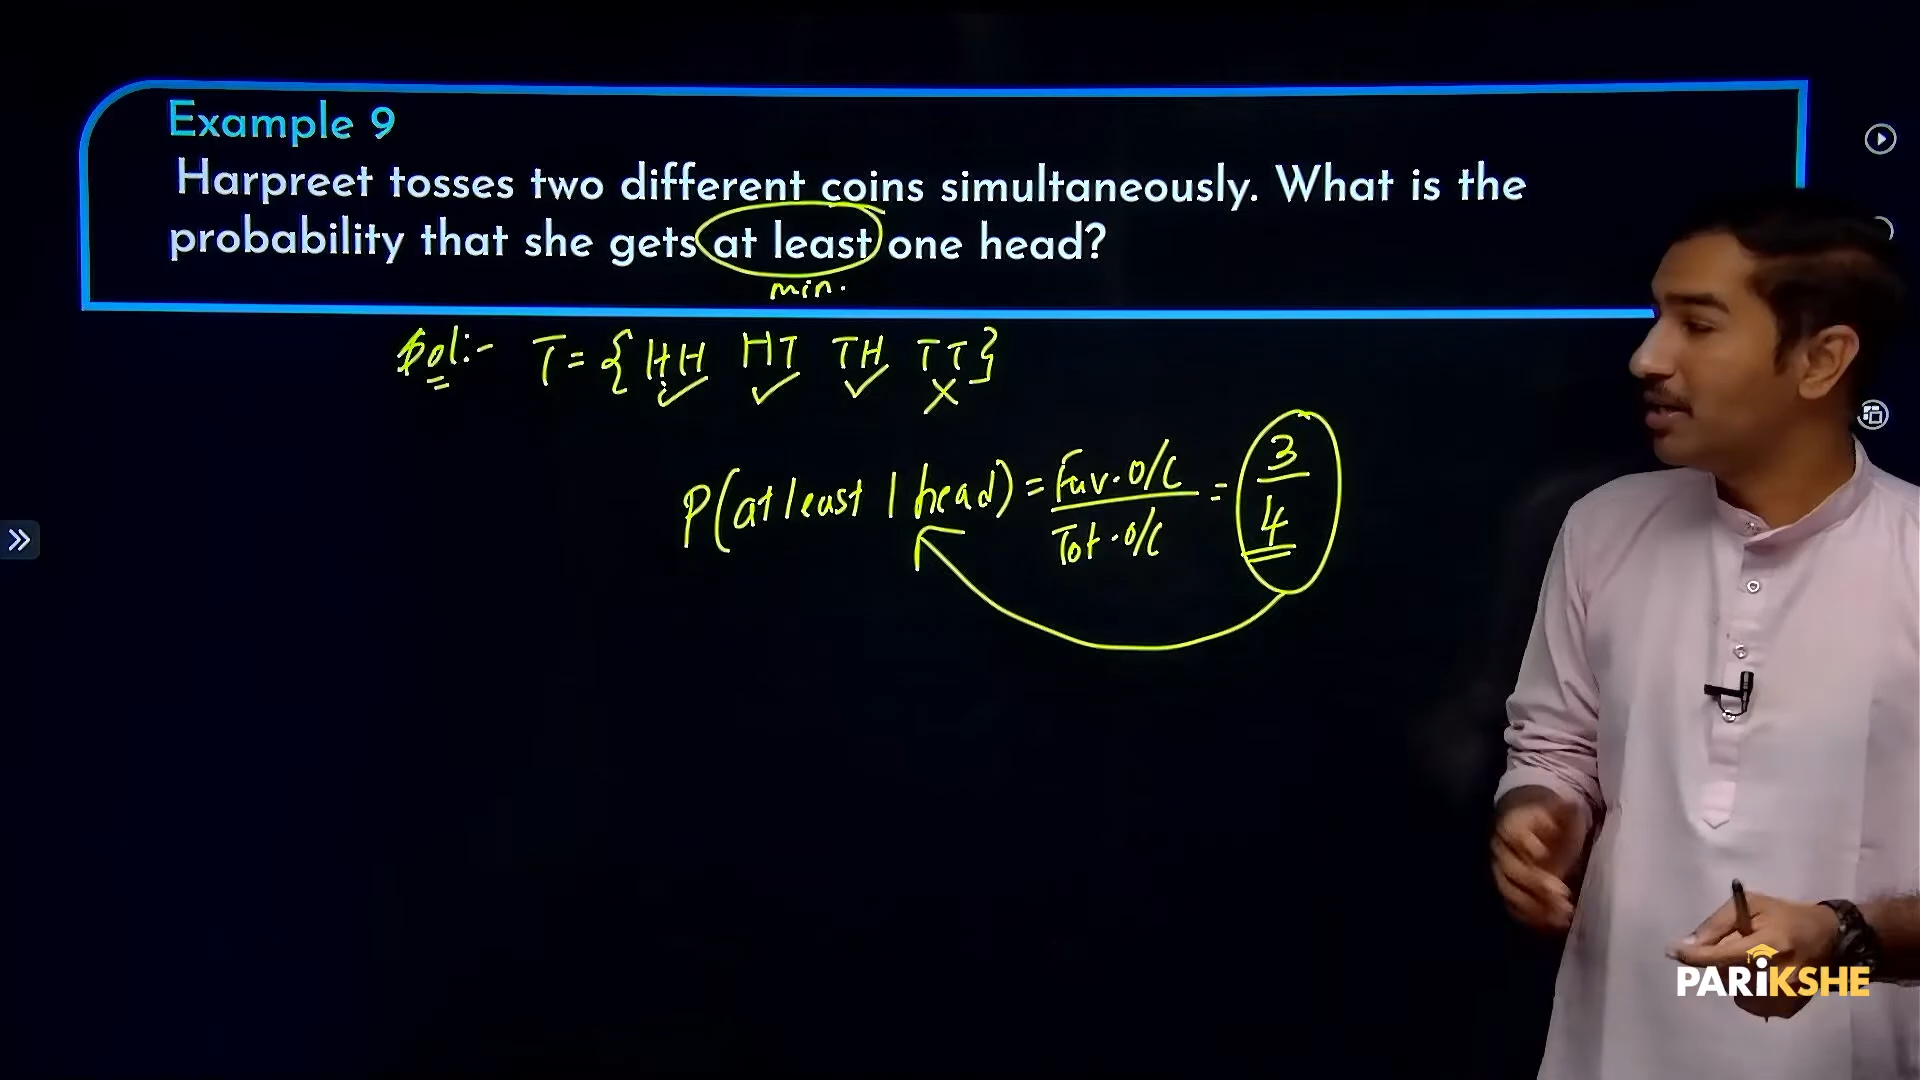 Example 9
Harpreet tosses two different coins simultaneously. What is the
probability that she gets at least one head?
min.
Sol:- T = { HH HT TH TT }
P(at least 1 head) = Fav. O/C / Tot. O/C = 3/4
PARiKSHE